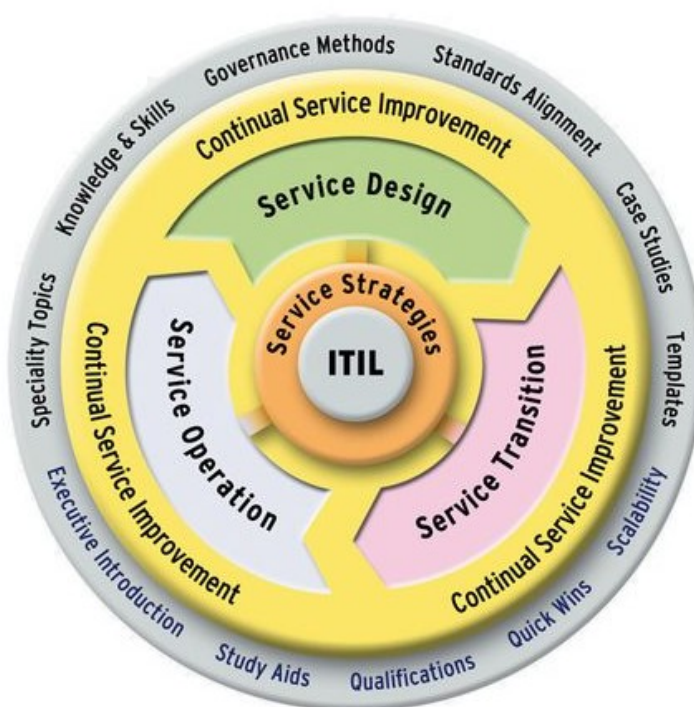 Governance Methods
Standards Alignment
Knowledge & Skills
Case Studies
Speciality Topics
Templates
Executive Introduction
Scalability
Study Aids
Qualifications
Quick Wins
Continual Service Improvement
Continual Service Improvement
Continual Service Improvement
Service Design
Service Transition
Service Operation
Service Strategies
ITIL